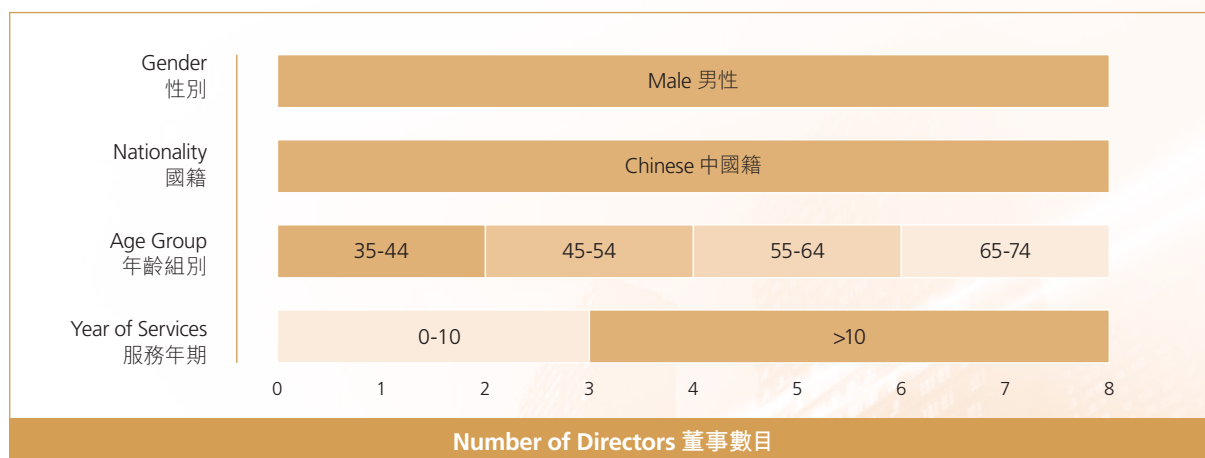 Gender
性別
Male 男性
Nationality
國籍
Chinese 中國籍
Age Group
年齡組別
35-44 45-54 55-64 65-74
Year of Services
服務年期
0-10 >10
0 1 2 3 4 5 6 7 8
Number of Directors 董事數目